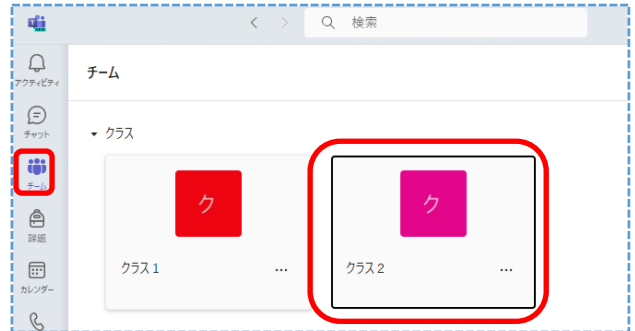 検索
アクティビティ
チーム
チャット
クラス
チーム
ク
ク
課題
クラス 1
クラス 2
カレンダー